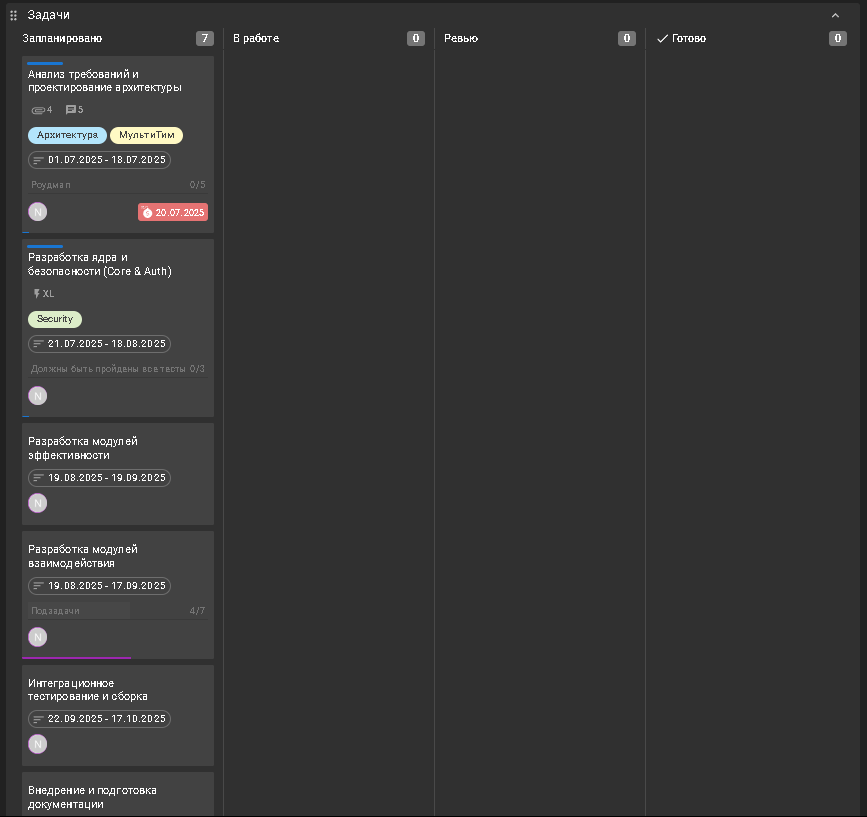 Задачи
Запланировано 7
В работе 0
Ревью 0
Готово 0
Анализ требований и
проектирование архитектуры
4 5
Архитектура МультиТим
01.07.2025 - 18.07.2025
Роудмап 0/5
N 20.07.2025
Разработка ядра и
безопасности (Core & Auth)
XL
Security
21.07.2025 - 18.08.2025
Должны быть пройдены все тесты 0/3
N
Разработка модулей
эффективности
19.08.2025 - 19.09.2025
N
Разработка модулей
взаимодействия
19.08.2025 - 17.09.2025
Подзадачи 4/7
N
Интеграционное
тестирование и сборка
22.09.2025 - 17.10.2025
N
Внедрение и подготовка
документации